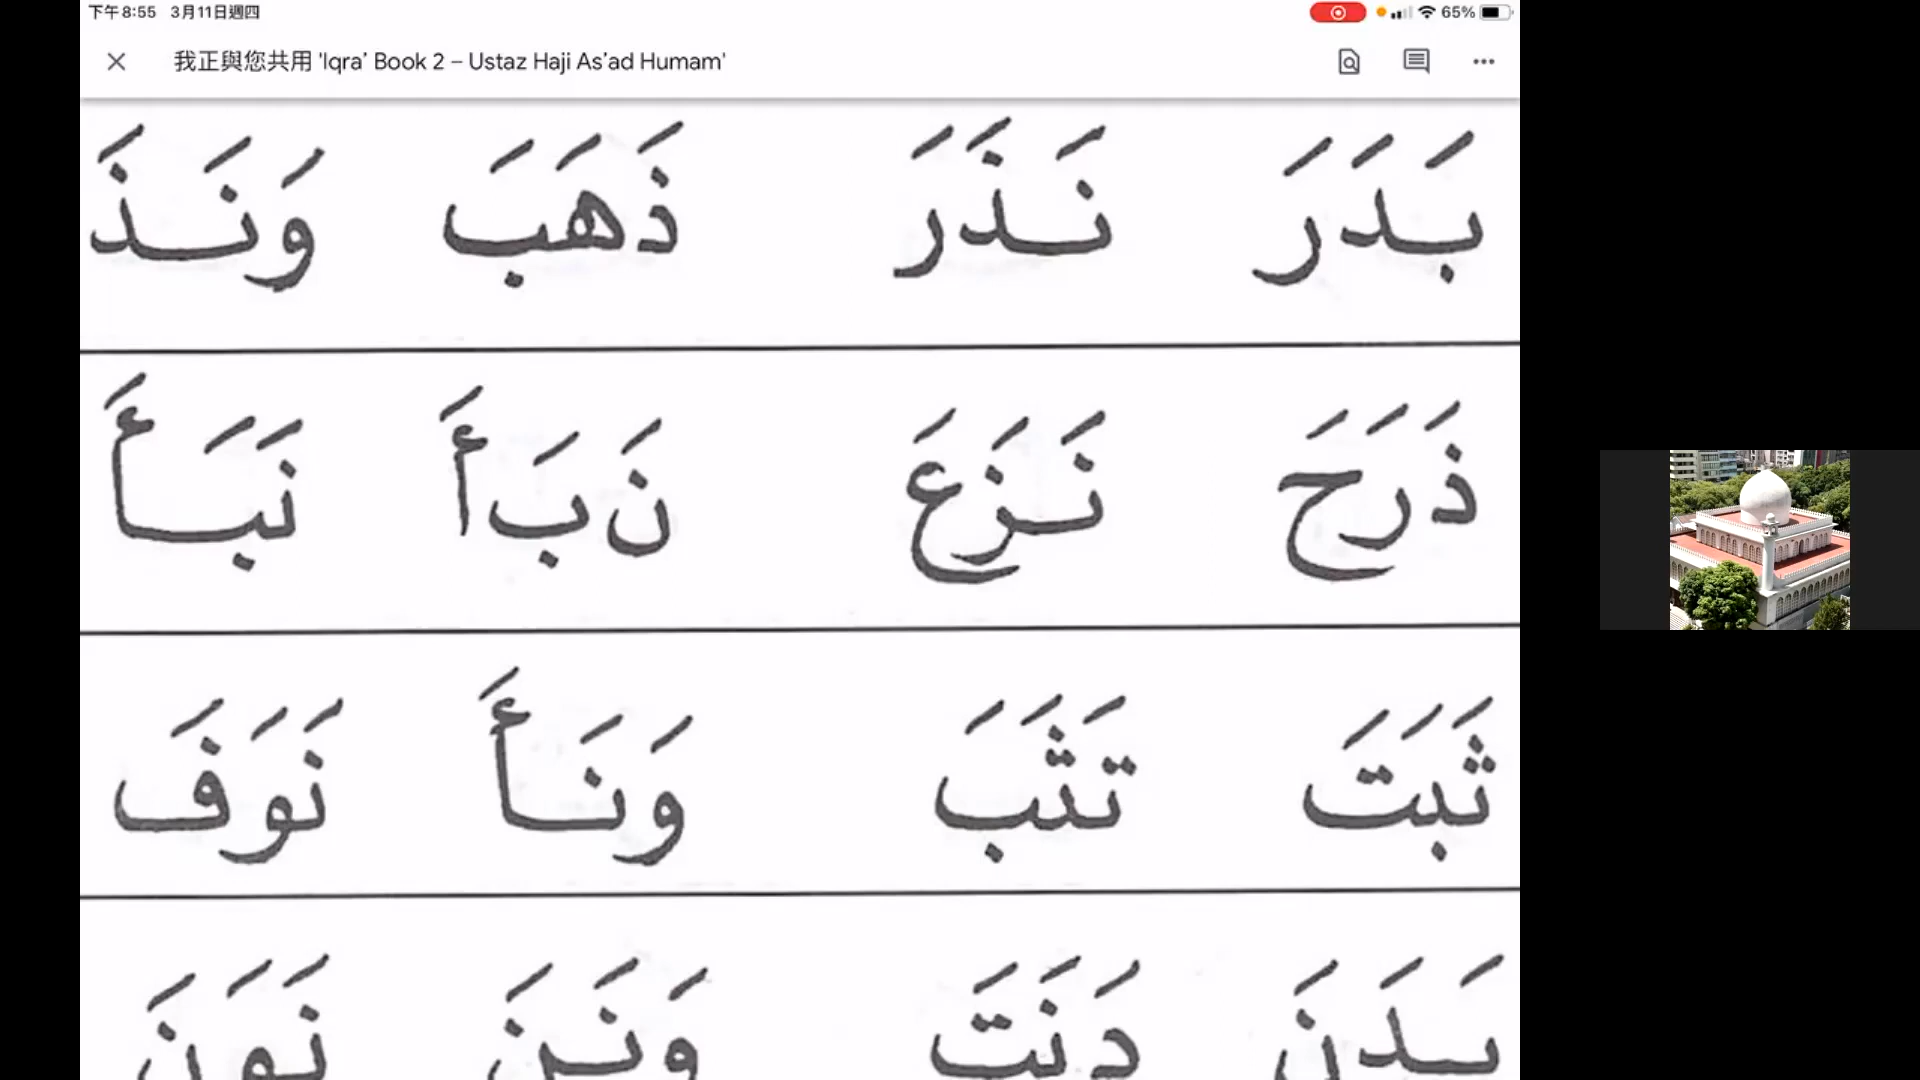 下午8:55 3月11日週四 65%
我正與您共用 'Iqra' Book 2 – Ustaz Haji As'ad Humam'
بَدَرَ نَذَرَ ذَهَبَ وَنَذَ
ذَرَحَ نَزَعَ نَ بَ أَ نَبَأَ
ثَبَتَ تَثَبَ وَنَأَ نَوَفَ
دَنَتَ وَنَنَ نَوَنَ